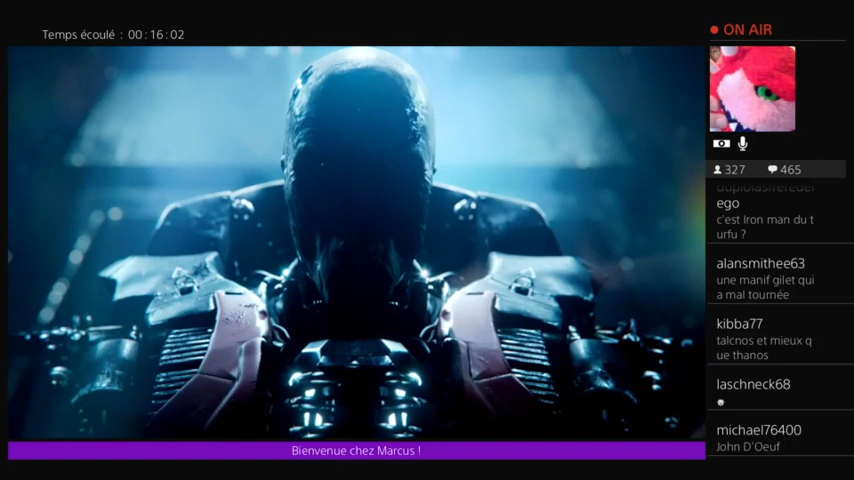 Temps écoulé : 00:16:02
ON AIR
327 465
ego
c'est Iron man du t
urfu ?
alansmithee63
une manif gilet qui
a mal tournée
kibba77
talcnos et mieux q
ue thanos
laschneck68
michael76400
John D'Oeuf
Bienvenue chez Marcus !